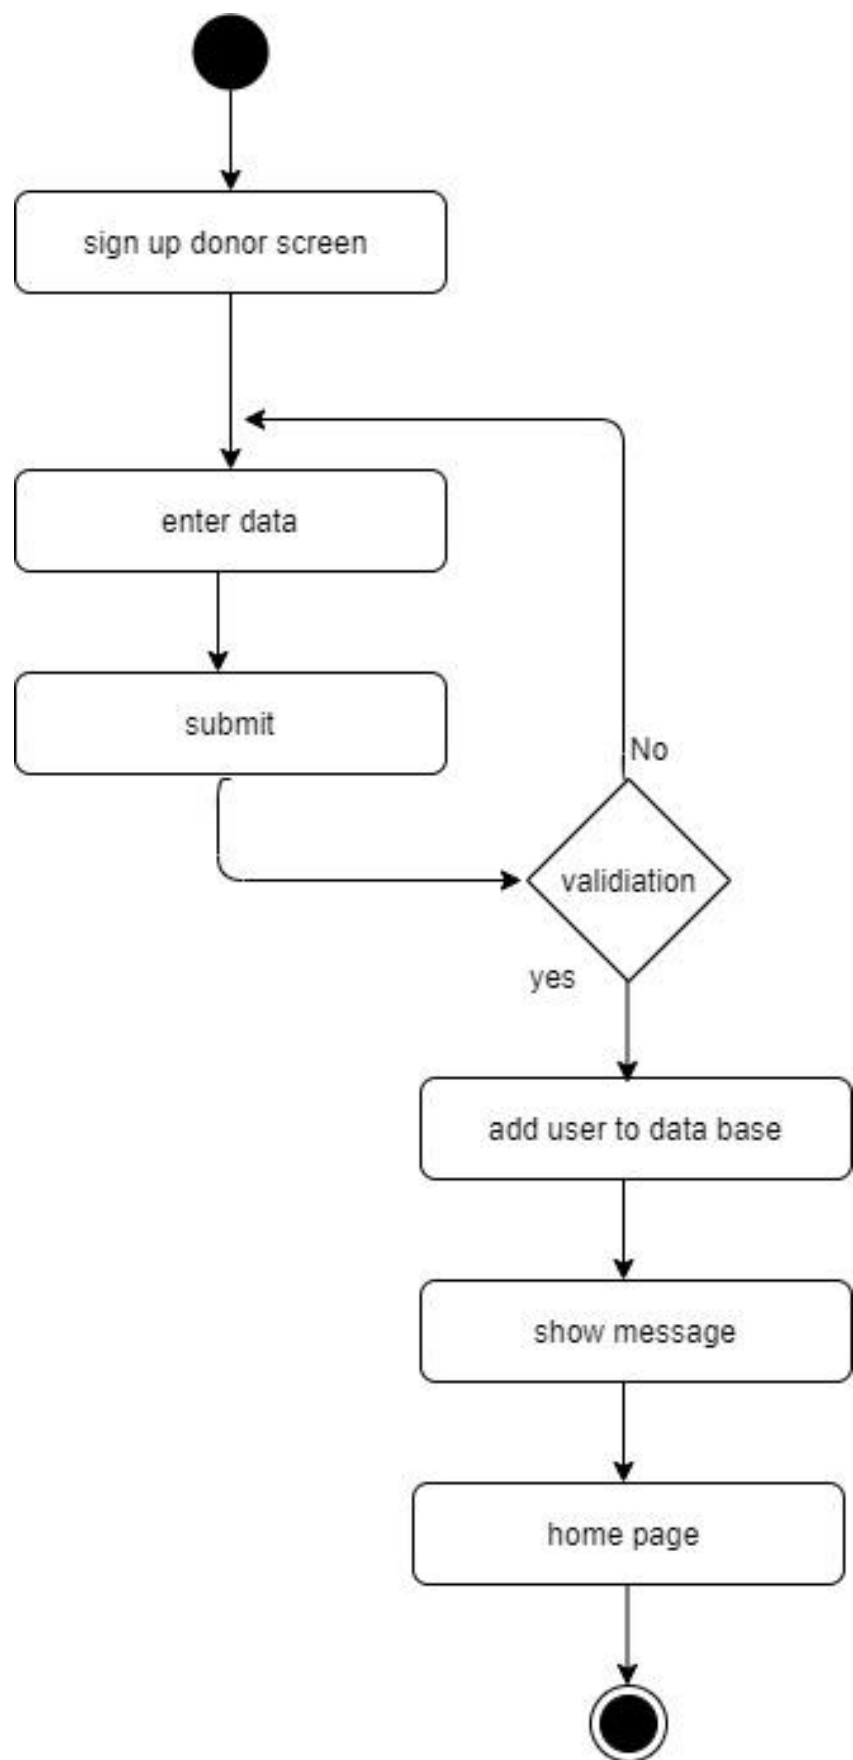 sign up donor screen
enter data
submit
No
validiation
yes
add user to data base
show message
home page